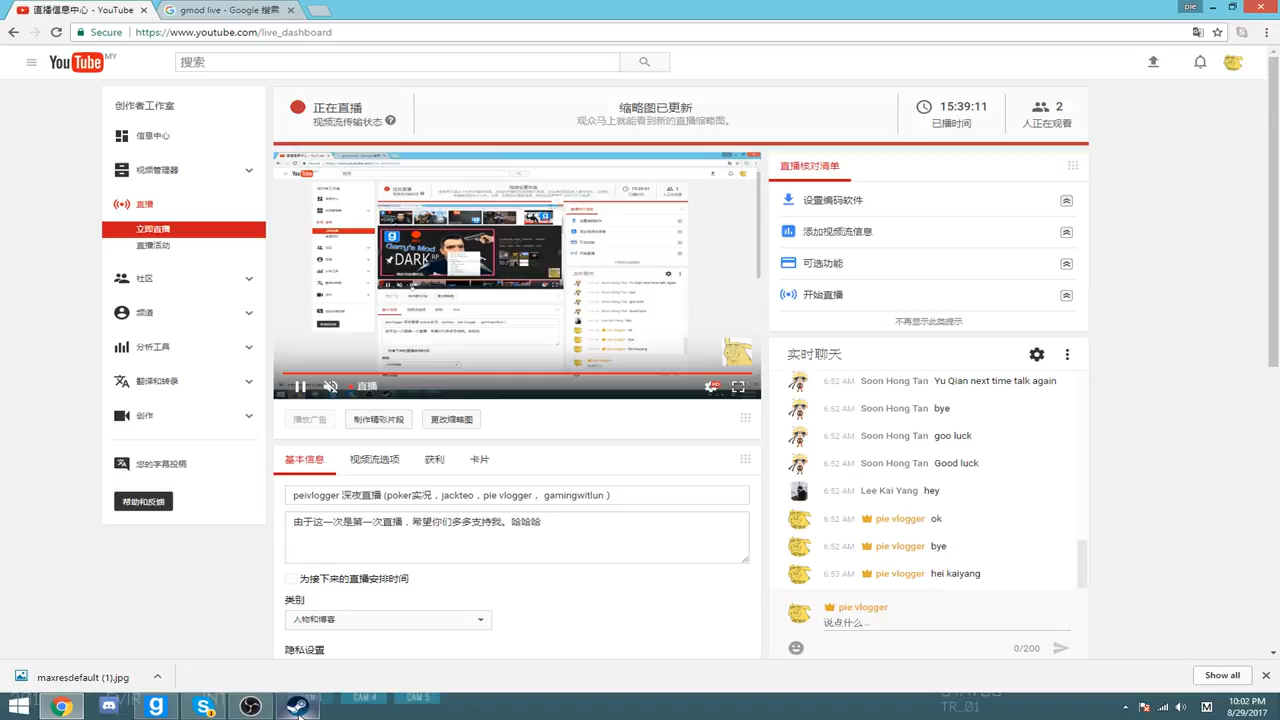 直播信息中心 - YouTube
gmod live - Google 搜索
pie
Secure
https://www.youtube.com/live_dashboard
YouTube MY
搜索
创作者工作室
信息中心
视频管理器
直播
立即直播
直播活动
社区
频道
分析工具
翻译和转录
创作
您的字幕投稿
帮助和反馈
正在直播
视频流传输状态
缩略图已更新
观众马上就能看到新的直播缩略图。
15:39:11
已播时间
2
人正在观看
Garry's Mod
DARK RP
直播
HD
播放广告
制作精彩片段
更改缩略图
基本信息
视频流选项
获利
卡片
peivlogger 深夜直播 (poker实况，jackteo，pie vlogger， gamingwitlun )
由于这一次是第一次直播，希望你们多多支持我。哈哈哈
为接下来的直播安排时间
类别
人物和博客
隐私设置
直播核对清单
设置编码软件
添加视频流信息
可选功能
开始直播
不再显示此类提示
实时聊天
6:52 AM Soon Hong Tan Yu Qian next time talk again
6:52 AM Soon Hong Tan bye
6:52 AM Soon Hong Tan goo luck
6:52 AM Soon Hong Tan Good luck
6:52 AM Lee Kai Yang hey
6:52 AM pie vlogger ok
6:52 AM pie vlogger bye
6:53 AM pie vlogger hei kaiyang
pie vlogger
说点什么...
0/200
maxresdefault (1).jpg
Show all
CAM 4
CAM 5
TR_01
10:02 PM
8/29/2017